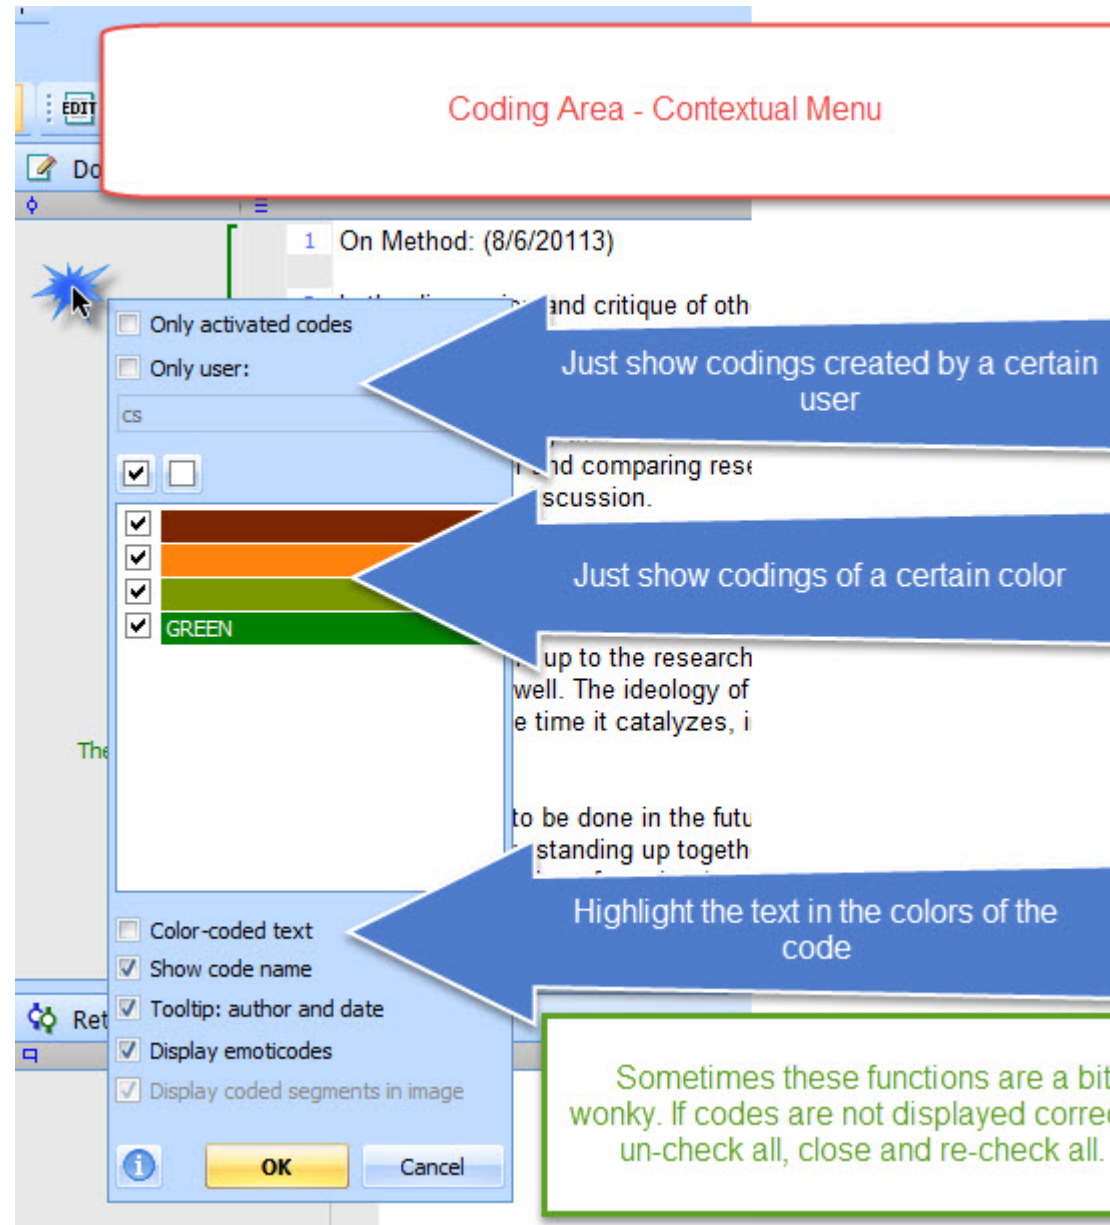 Coding Area - Contextual Menu
EDIT
Do
1 On Method: (8/6/20113)
and critique of oth
Only activated codes
Just show codings created by a certain
user
Only user:
cs
and comparing rese
scussion.
Just show codings of a certain color
GREEN
up to the research
well. The ideology of
e time it catalyzes, i
The
to be done in the futu
standing up togeth
Highlight the text in the colors of the
code
Color-coded text
Show code name
Ret
Tooltip: author and date
Display emoticodes
Display coded segments in image
Sometimes these functions are a bit
wonky. If codes are not displayed correc
un-check all, close and re-check all.
OK
Cancel